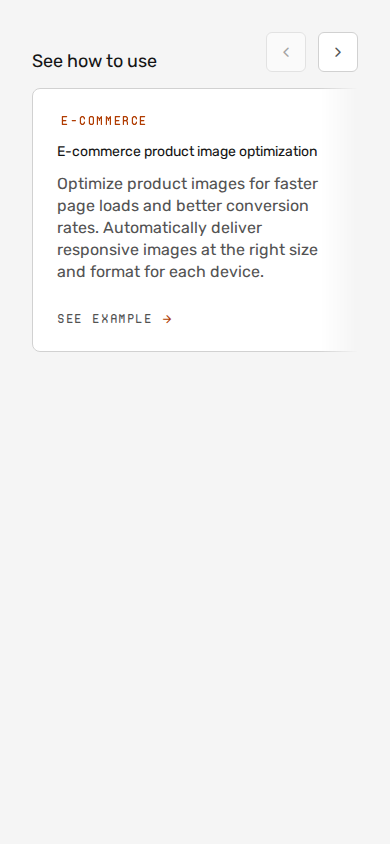 See how to use
E-COMMERCE
E-commerce product image optimization
Optimize product images for faster
page loads and better conversion
rates. Automatically deliver
responsive images at the right size
and format for each device.
SEE EXAMPLE →